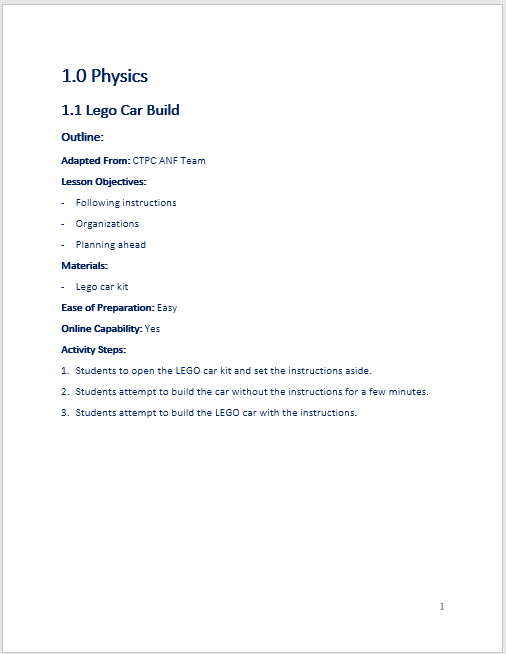 1.0 Physics
1.1 Lego Car Build
Outline:
Adapted From: CTPC ANF Team
Lesson Objectives:
- Following instructions
- Organizations
- Planning ahead
Materials:
- Lego car kit
Ease of Preparation: Easy
Online Capability: Yes
Activity Steps:
1. Students to open the LEGO car kit and set the instructions aside.
2. Students attempt to build the car without the instructions for a few minutes.
3. Students attempt to build the LEGO car with the instructions.
1